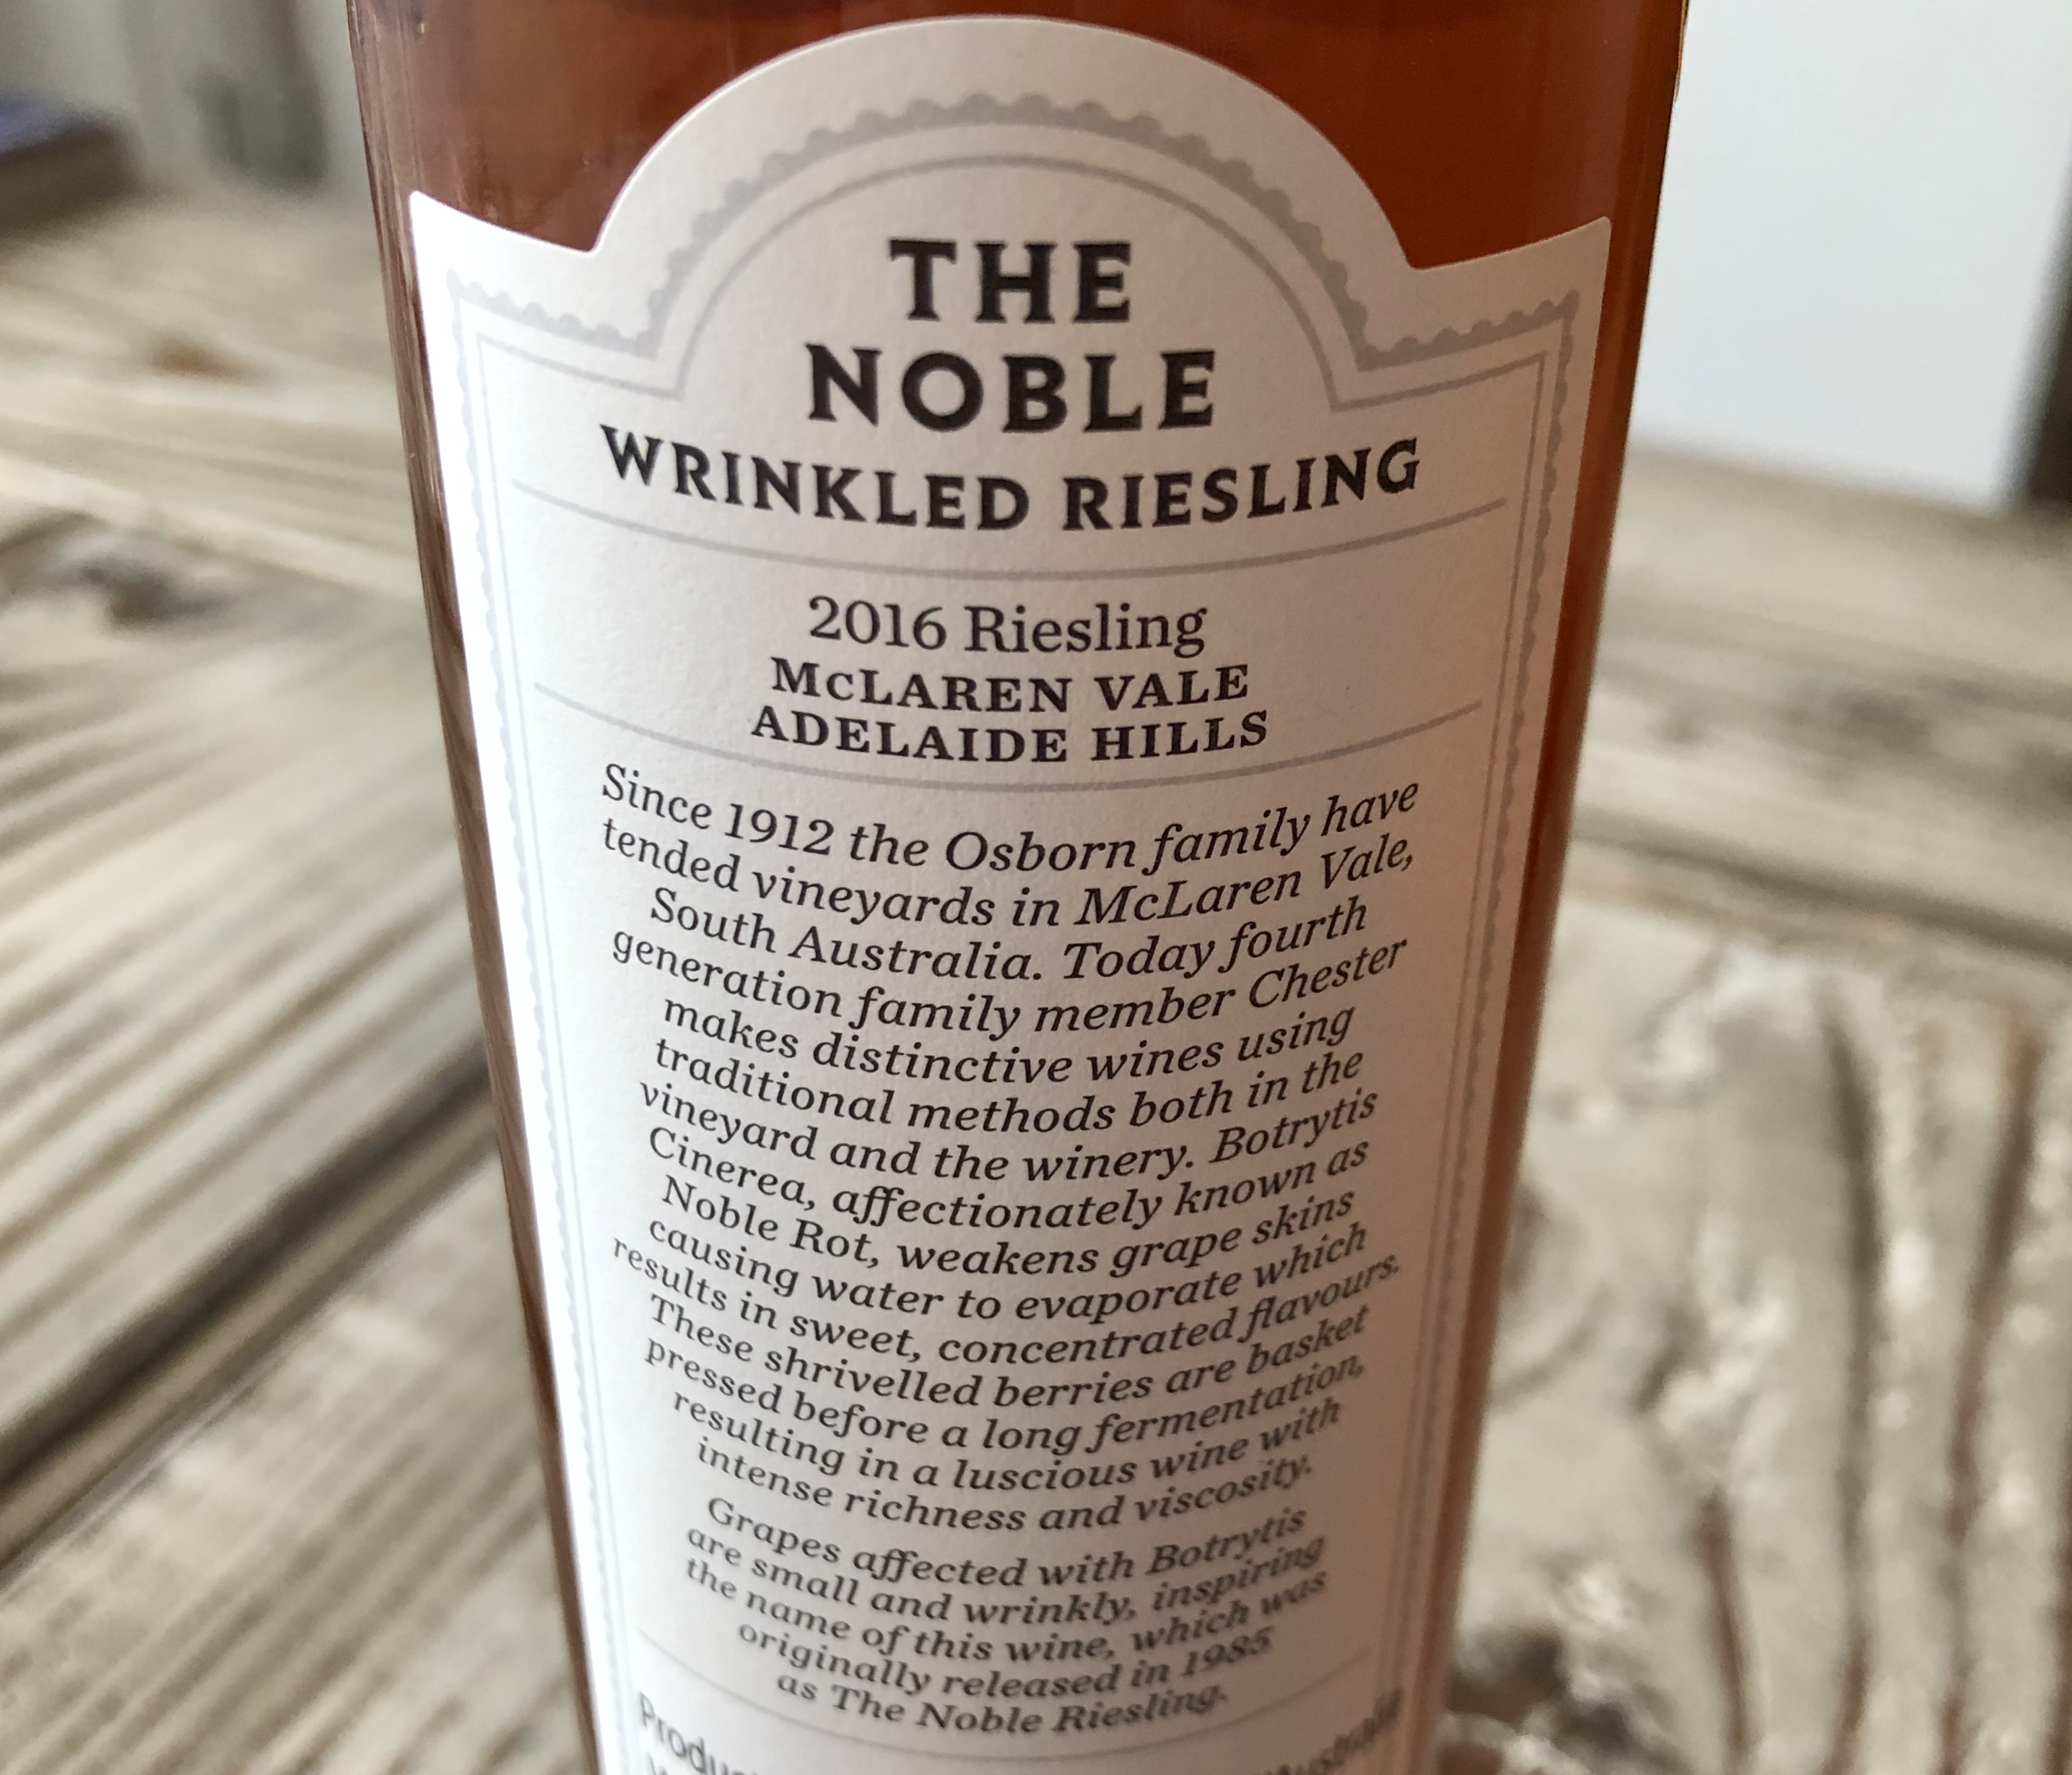 THE
NOBLE
WRINKLED RIESLING
2016 Riesling
McLAREN VALE
ADELAIDE HILLS
Since 1912 the Osborn family have
tended vineyards in McLaren Vale,
South Australia. Today fourth
generation family member Chester
makes distinctive wines using
traditional methods both in the
vineyard and the winery. Botrytis
Cinerea, affectionately known as
Noble Rot, weakens grape skins
causing water to evaporate which
results in sweet, concentrated flavours.
These shrivelled berries are basket
pressed before a long fermentation,
resulting in a luscious wine with
intense richness and viscosity.
Grapes affected with Botrytis
are small and wrinkly, inspiring
the name of this wine, which was
originally released in 1985
as The Noble Riesling.